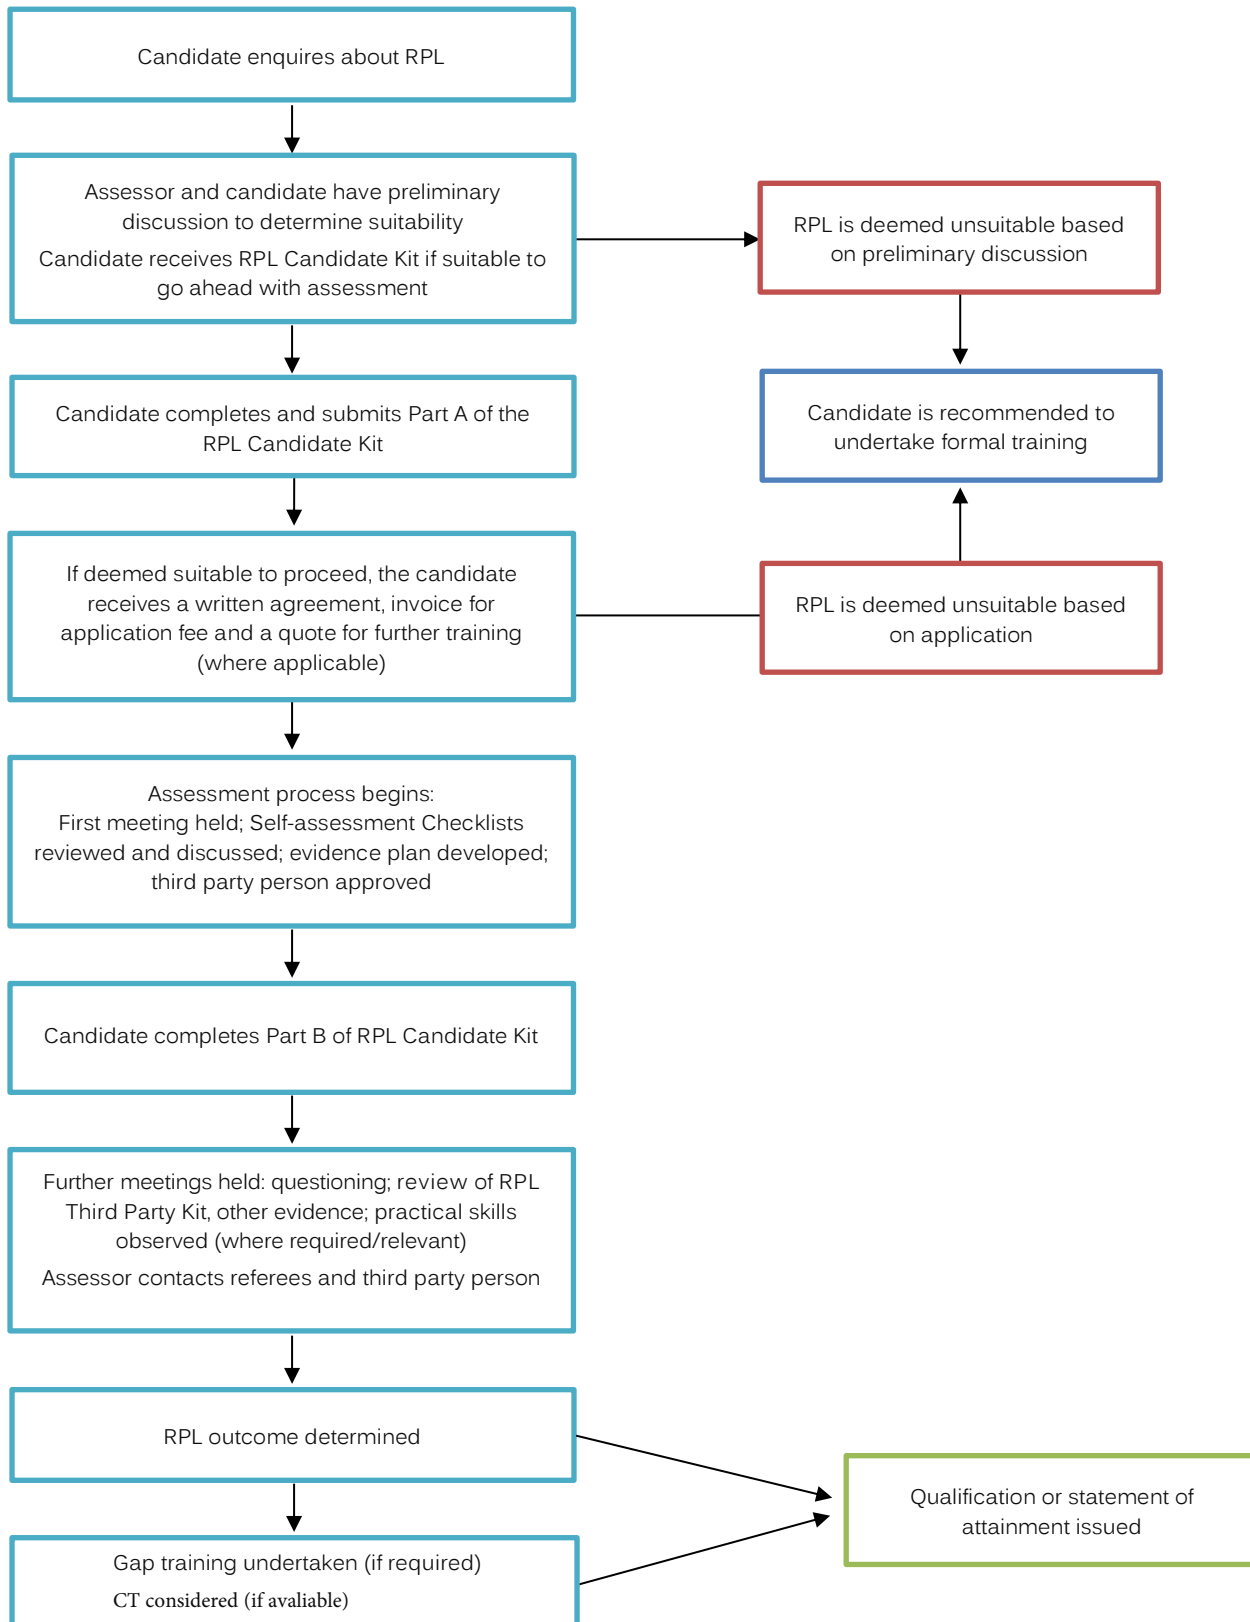 Candidate enquires about RPL
Assessor and candidate have preliminary
discussion to determine suitability
Candidate receives RPL Candidate Kit if suitable to
go ahead with assessment
RPL is deemed unsuitable based
on preliminary discussion
Candidate completes and submits Part A of the
RPL Candidate Kit
Candidate is recommended to
undertake formal training
If deemed suitable to proceed, the candidate
receives a written agreement, invoice for
application fee and a quote for further training
(where applicable)
RPL is deemed unsuitable based
on application
Assessment process begins:
First meeting held; Self-assessment Checklists
reviewed and discussed; evidence plan developed;
third party person approved
Candidate completes Part B of RPL Candidate Kit
Further meetings held: questioning; review of RPL
Third Party Kit, other evidence; practical skills
observed (where required/relevant)
Assessor contacts referees and third party person
RPL outcome determined
Qualification or statement of
attainment issued
Gap training undertaken (if required)
CT considered (if avaliable)